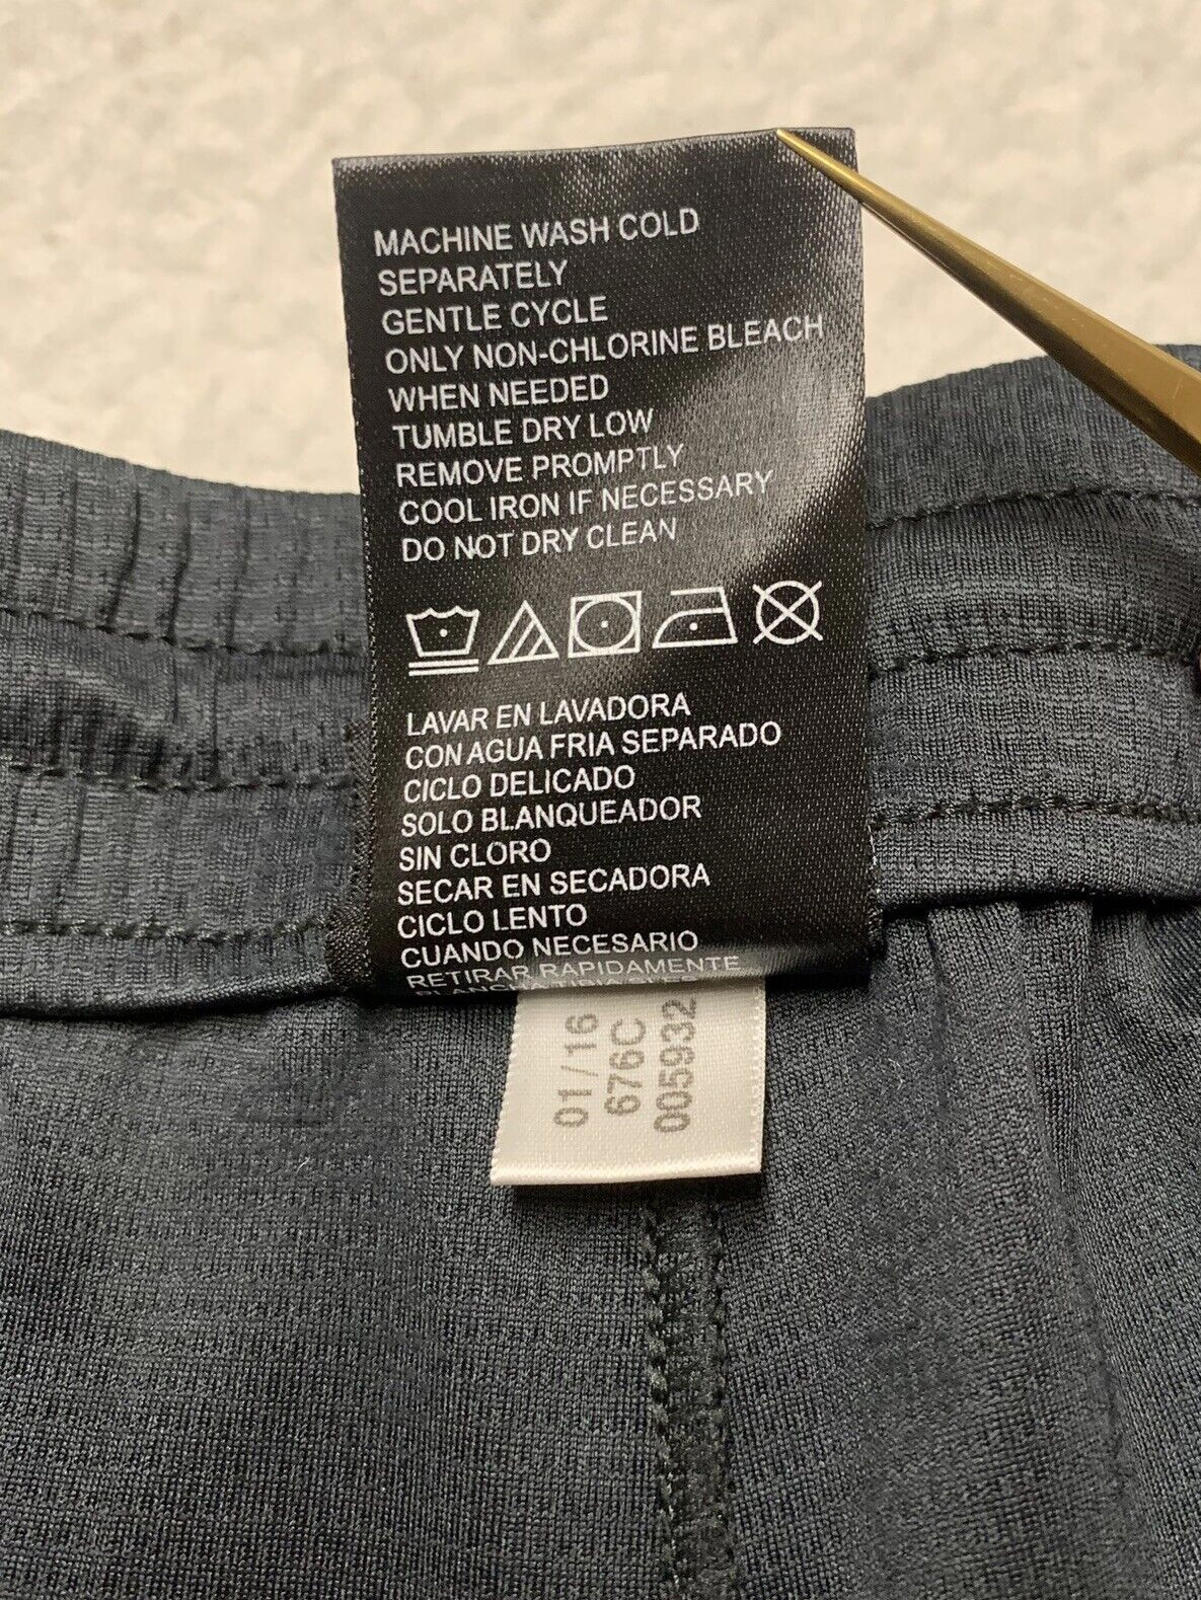 MACHINE WASH COLD
SEPARATELY
GENTLE CYCLE
ONLY NON-CHLORINE BLEACH
WHEN NEEDED
TUMBLE DRY LOW
REMOVE PROMPTLY
COOL IRON IF NECESSARY
DO NOT DRY CLEAN
LAVAR EN LAVADORA
CON AGUA FRIA SEPARADO
CICLO DELICADO
SOLO BLANQUEADOR
SIN CLORO
SECAR EN SECADORA
CICLO LENTO
CUANDO NECESARIO
RETIRAR RAPIDAMENTE
01/16
676C
005932